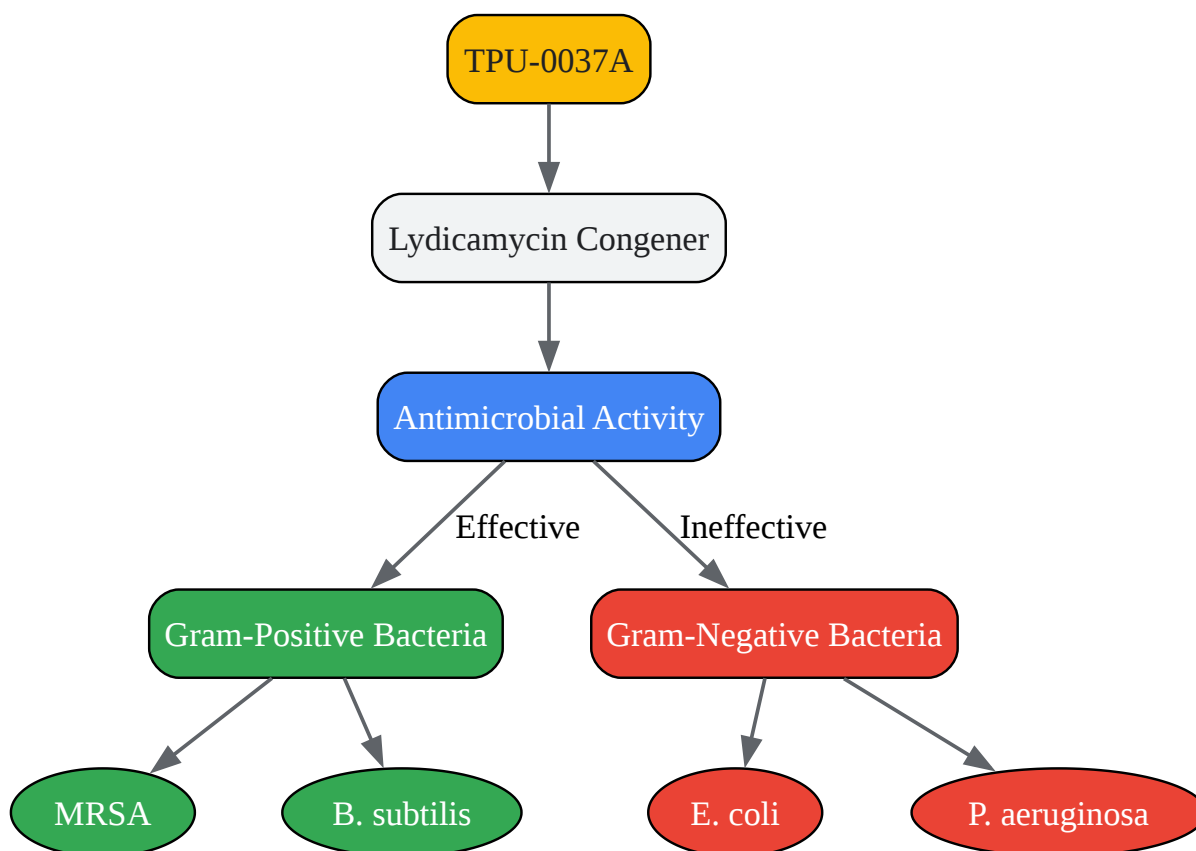 TPU-0037A
Lydicamycin Congener
Antimicrobial Activity
Effective
Ineffective
Gram-Positive Bacteria
Gram-Negative Bacteria
MRSA
B. subtilis
E. coli
P. aeruginosa